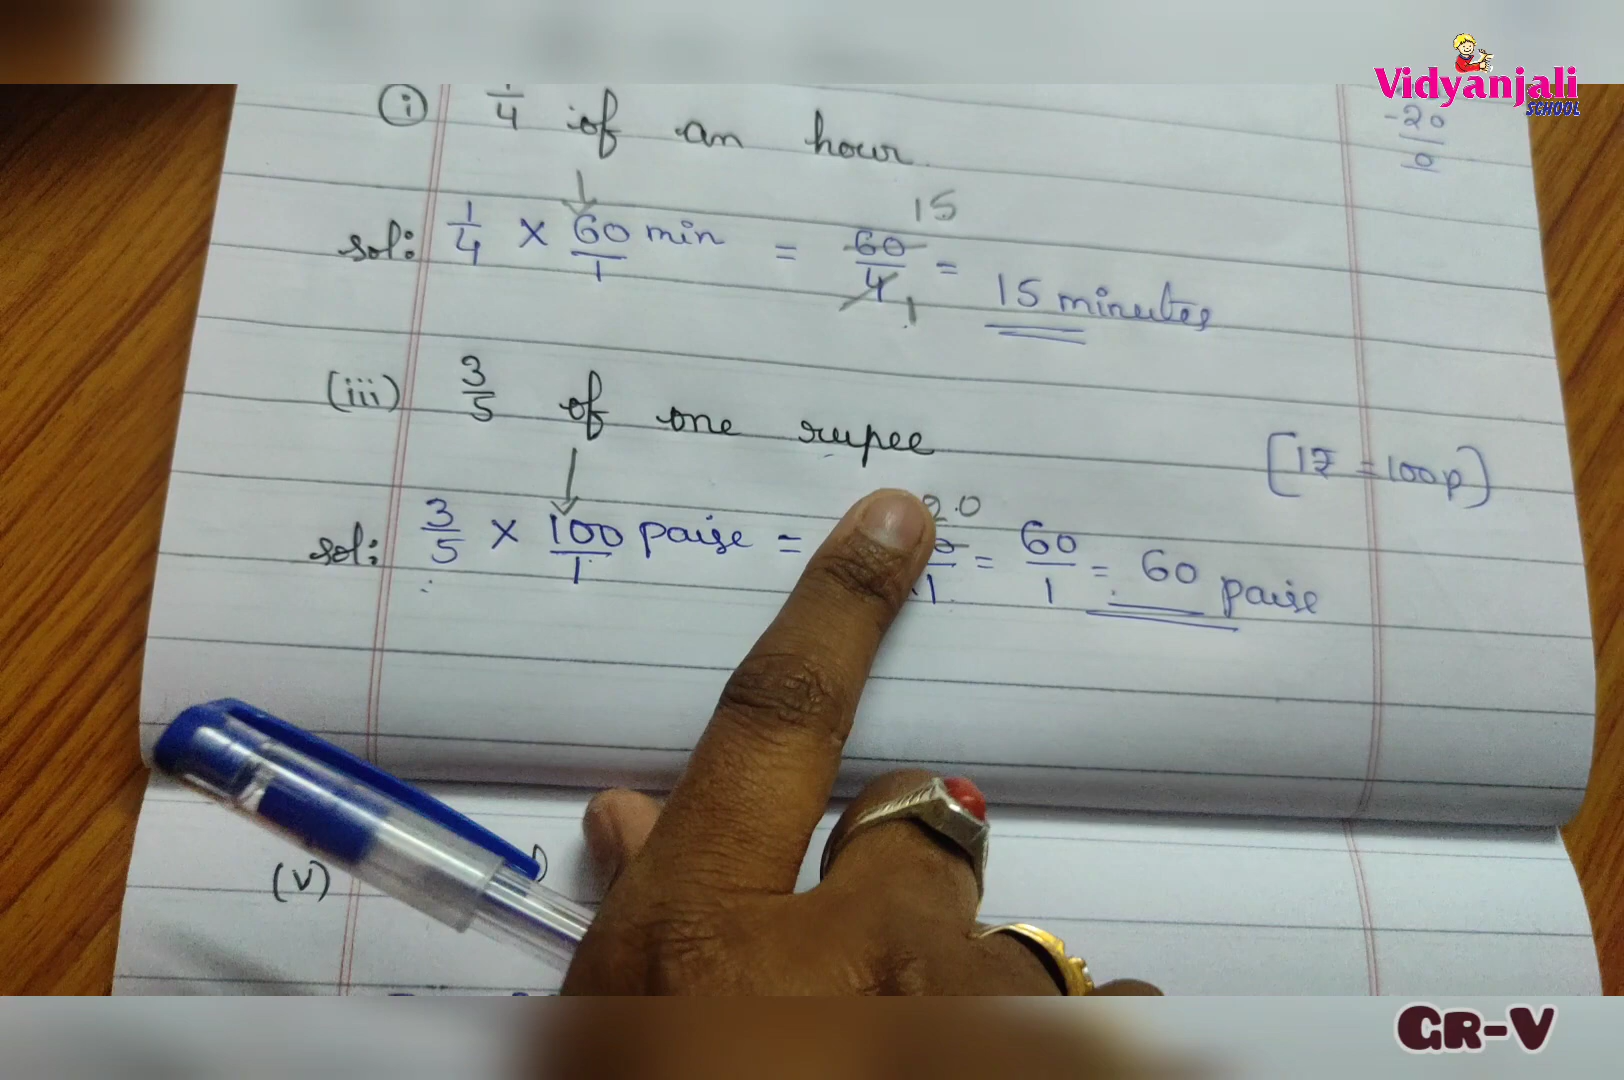 Vidyanjali
SCHOOL
-20
0
(i) 1/4 of an hour
15
sol: 1/4 × 60/1 min = 60/4 1 = 15 minutes
(iii) 3/5 of one rupee
[1₹ = 100p]
20
sol: 3/5 × 100/1 paise = = 60/1 = 60 paise
(v)
GR-V